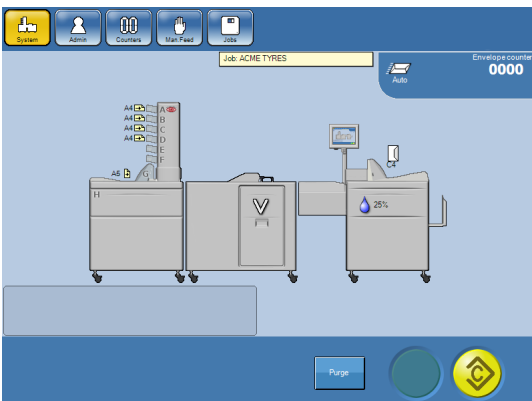 System
Admin
Counters
Man.Feed
Jobs
Job: ACME TYRES
Auto
Envelope counter
0000
A4 A
A4 B
A4 C
A4 D
E
F
A5 G
H
C4
25%
Purge